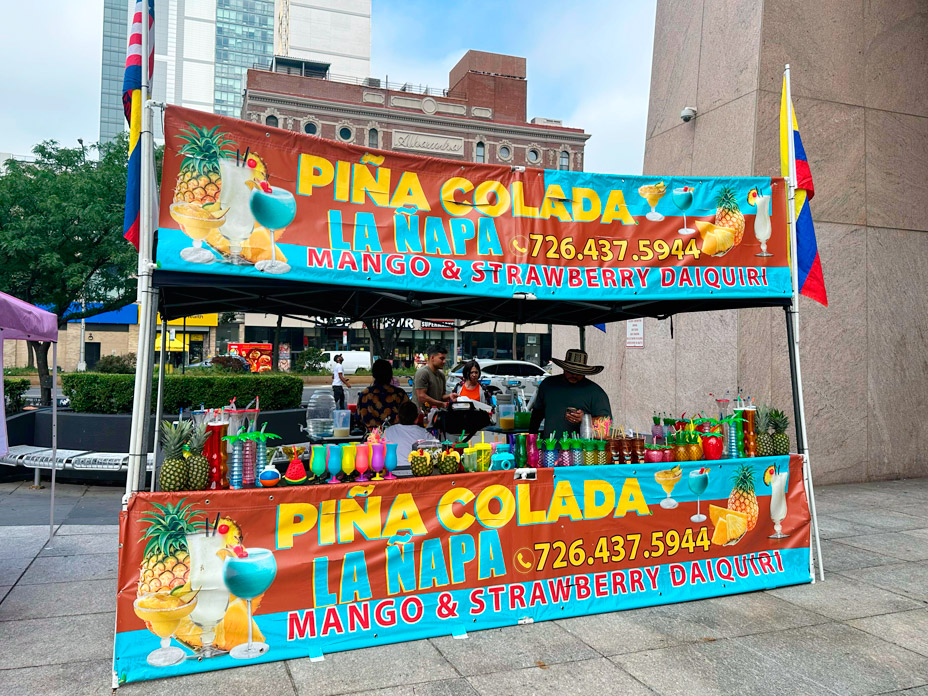 Alhambra
PIÑA COLADA
LA ÑAPA
726.437.5944
MANGO & STRAWBERRY DAIQUIRI
PIÑA COLADA
LA ÑAPA
726.437.5944
MANGO & STRAWBERRY DAIQUIRI